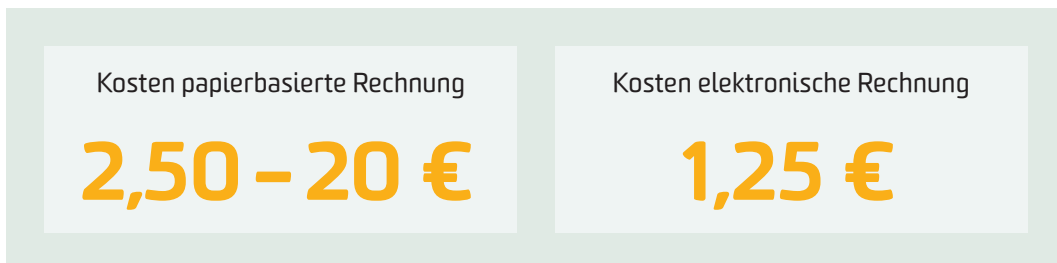 Kosten papierbasierte Rechnung
2,50 – 20 €
Kosten elektronische Rechnung
1,25 €